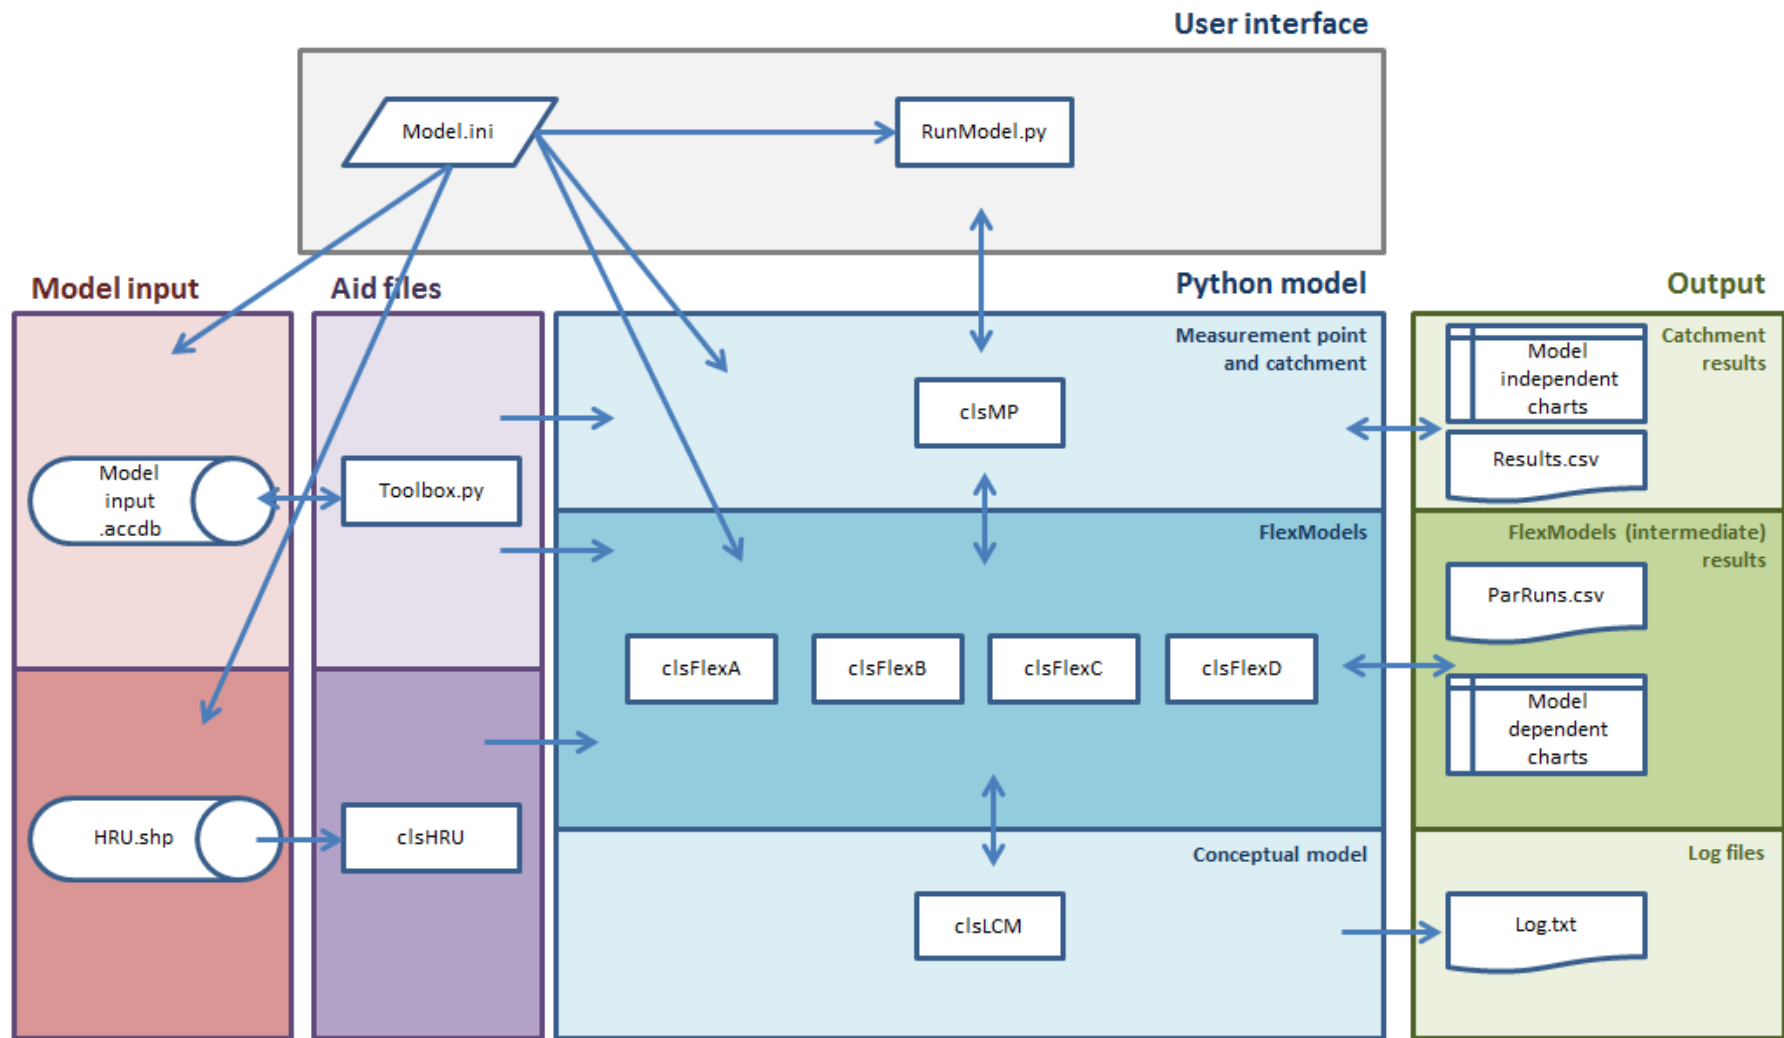 User interface
Model.ini
RunModel.py
Model input
Aid files
Python model
Output
Measurement point
and catchment
Catchment
results
Model
independent
charts
clsMP
Results.csv
Model
input
.accdb
Toolbox.py
FlexModels
FlexModels (intermediate)
results
ParRuns.csv
clsFlexA
clsFlexB
clsFlexC
clsFlexD
Model
dependent
charts
HRU.shp
clsHRU
Conceptual model
Log files
clsLCM
Log.txt